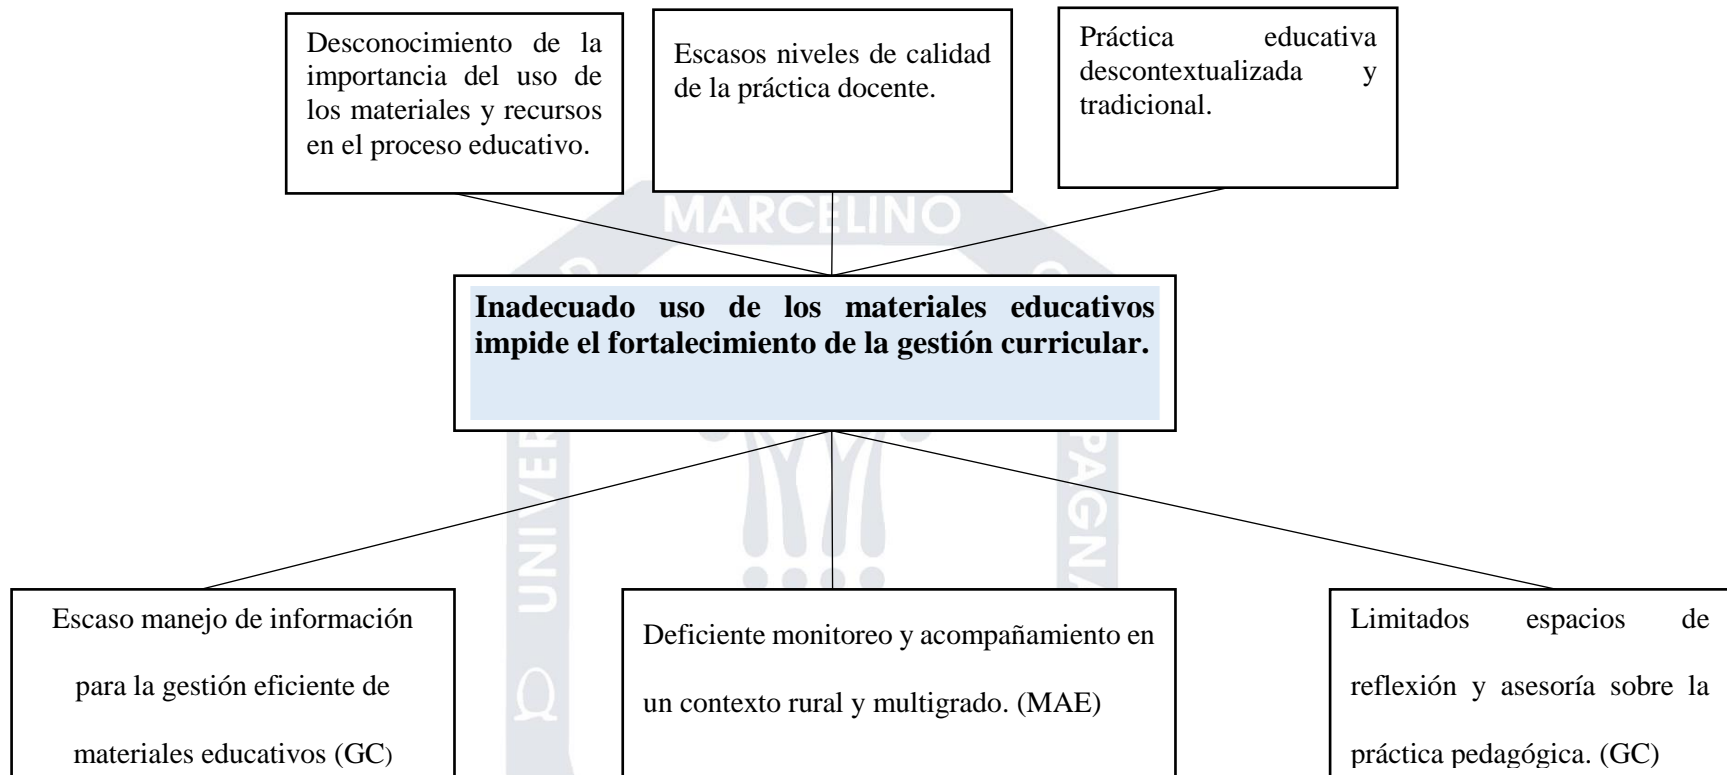 Desconocimiento de la
importancia del uso de
los materiales y recursos
en el proceso educativo.
Escasos niveles de calidad
de la práctica docente.
Práctica educativa
descontextualizada y
tradicional.
MARCELINO
Inadecuado uso de los materiales educativos
impide el fortalecimiento de la gestión curricular.
UNIVER
PAGNA
Escaso manejo de información
para la gestión eficiente de
materiales educativos (GC)
Deficiente monitoreo y acompañamiento en
un contexto rural y multigrado. (MAE)
Limitados espacios de
reflexión y asesoría sobre la
práctica pedagógica. (GC)